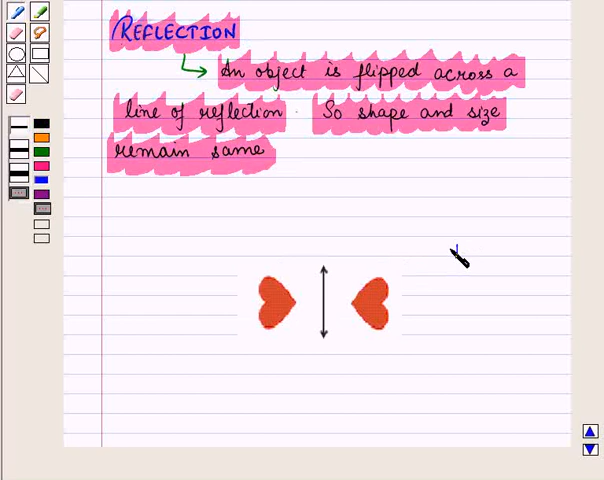 REFLECTION
An object is flipped across a
line of reflection. So shape and size
remain same